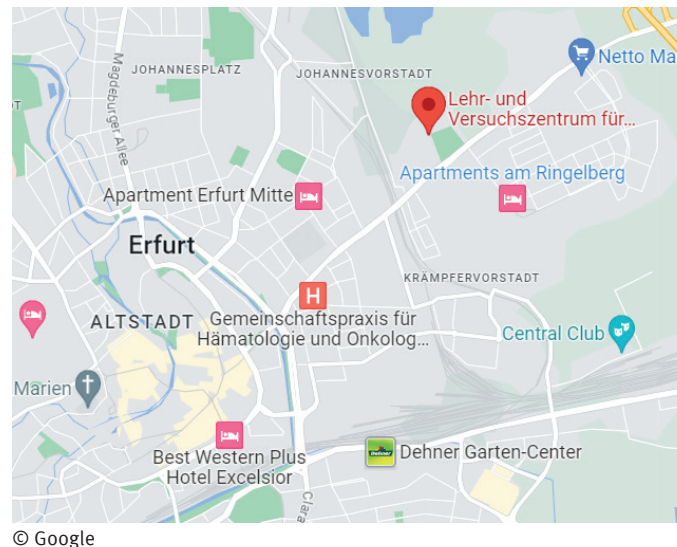 Magdeburger Allee
JOHANNESPLATZ
JOHANNESVORSTADT
Netto Ma
Lehr- und
Versuchszentrum für...
Apartment Erfurt Mitte
Apartments am Ringelberg
Erfurt
KRÄMPFERVORSTADT
H
ALTSTADT
Gemeinschaftspraxis für
Hämatologie und Onkolog...
Central Club
Marien
Dehner
Dehner Garten-Center
Best Western Plus
Hotel Excelsior
Clara
© Google